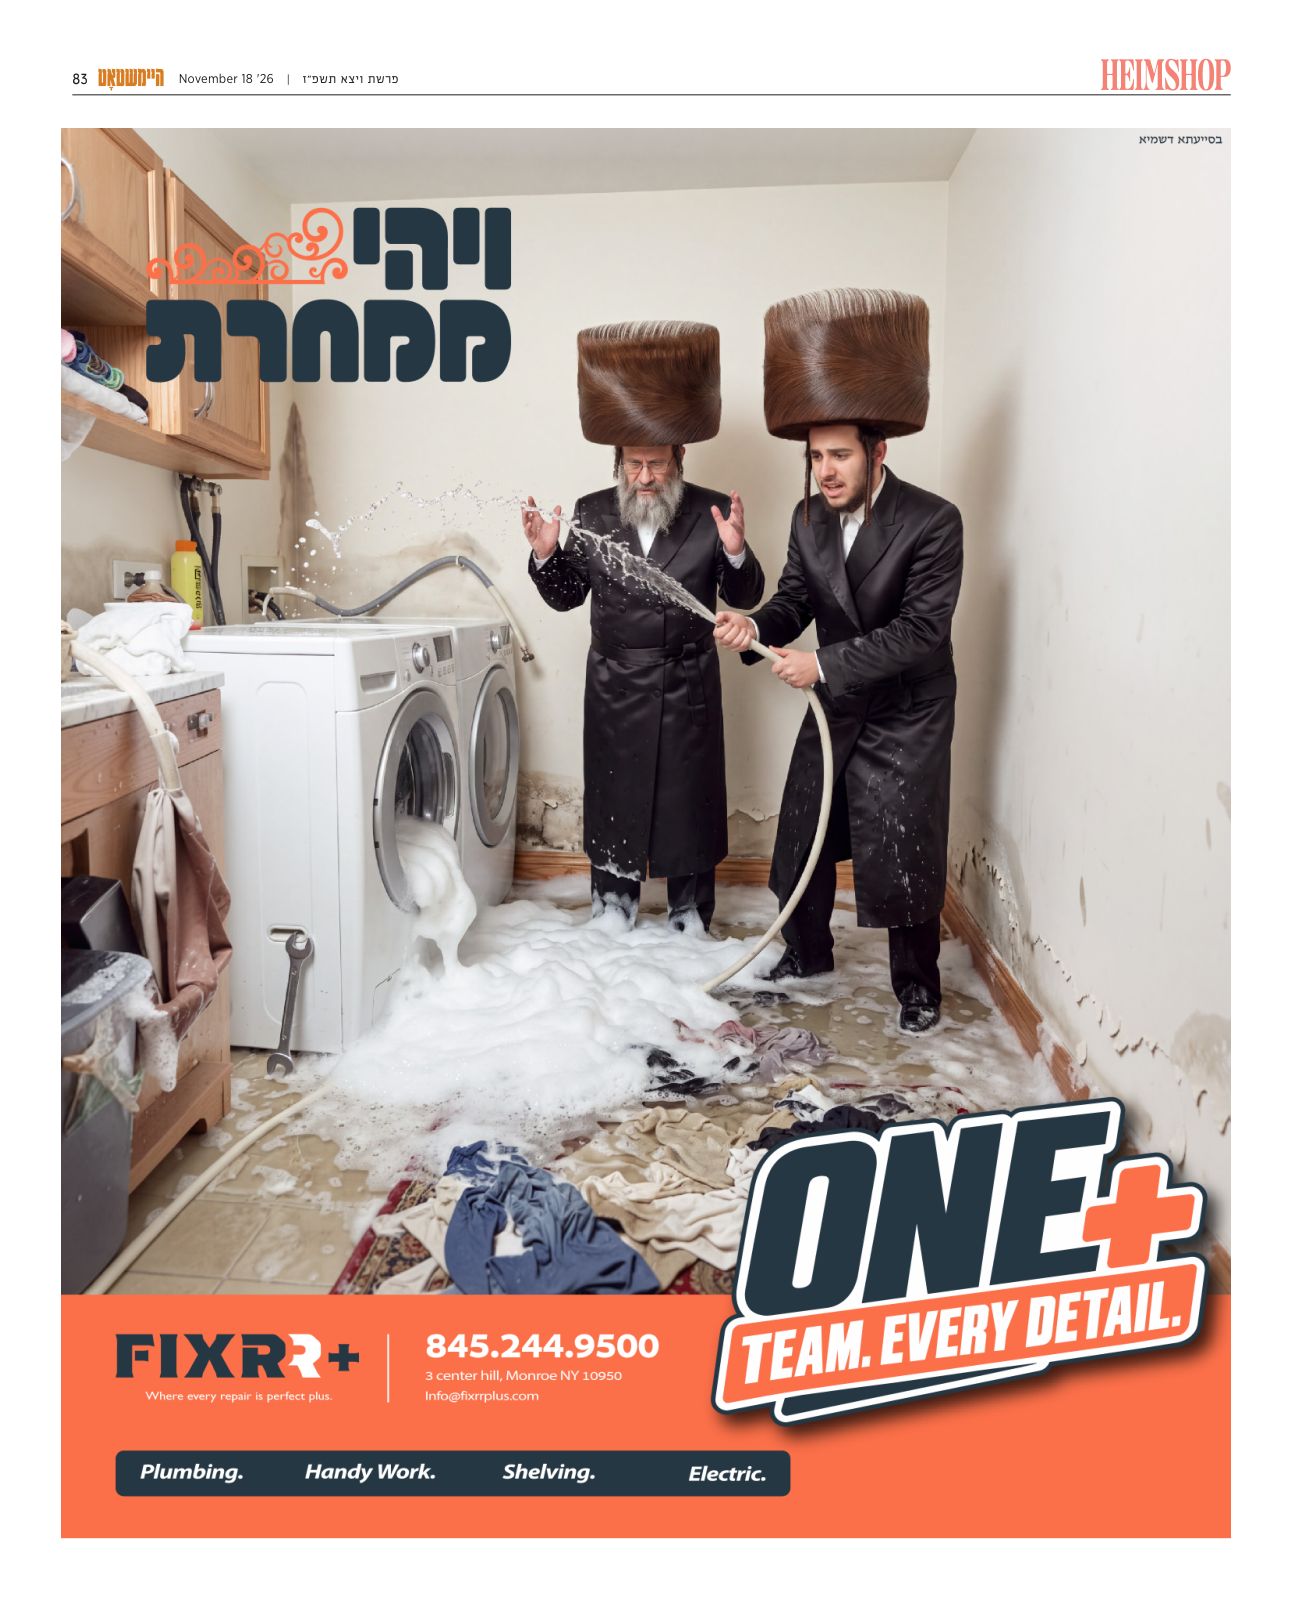 83 היימשטאָט November 18 '26 | פרשת ויצא תשפ״ז
HEIMSHOP
בסייעתא דשמיא
ויהי
ממחרת
ONE+
TEAM. EVERY DETAIL.
FIXRR+
Where every repair is perfect plus.
845.244.9500
3 center hill, Monroe NY 10950
Info@fixrrplus.com
Plumbing. Handy Work. Shelving. Electric.